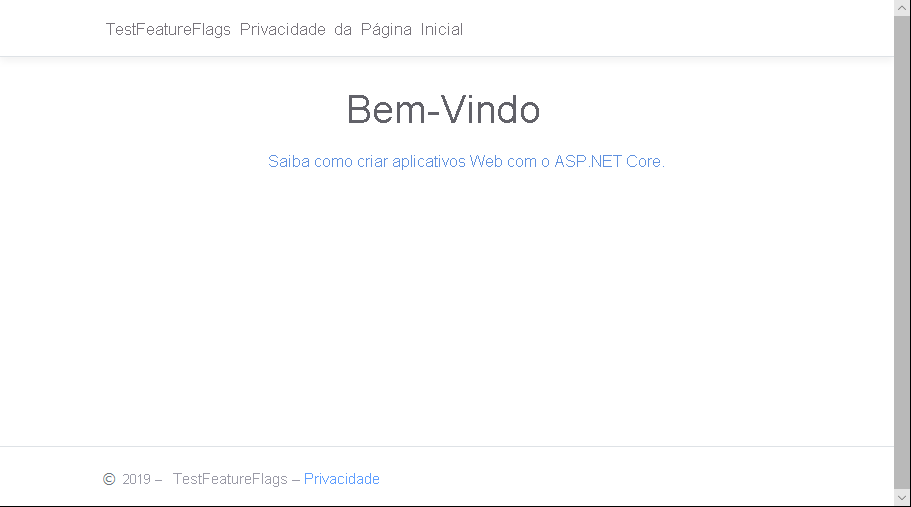 TestFeatureFlags Privacidade da Página Inicial
Bem-Vindo
Saiba como criar aplicativos Web com o ASP.NET Core.
© 2019 – TestFeatureFlags – Privacidade